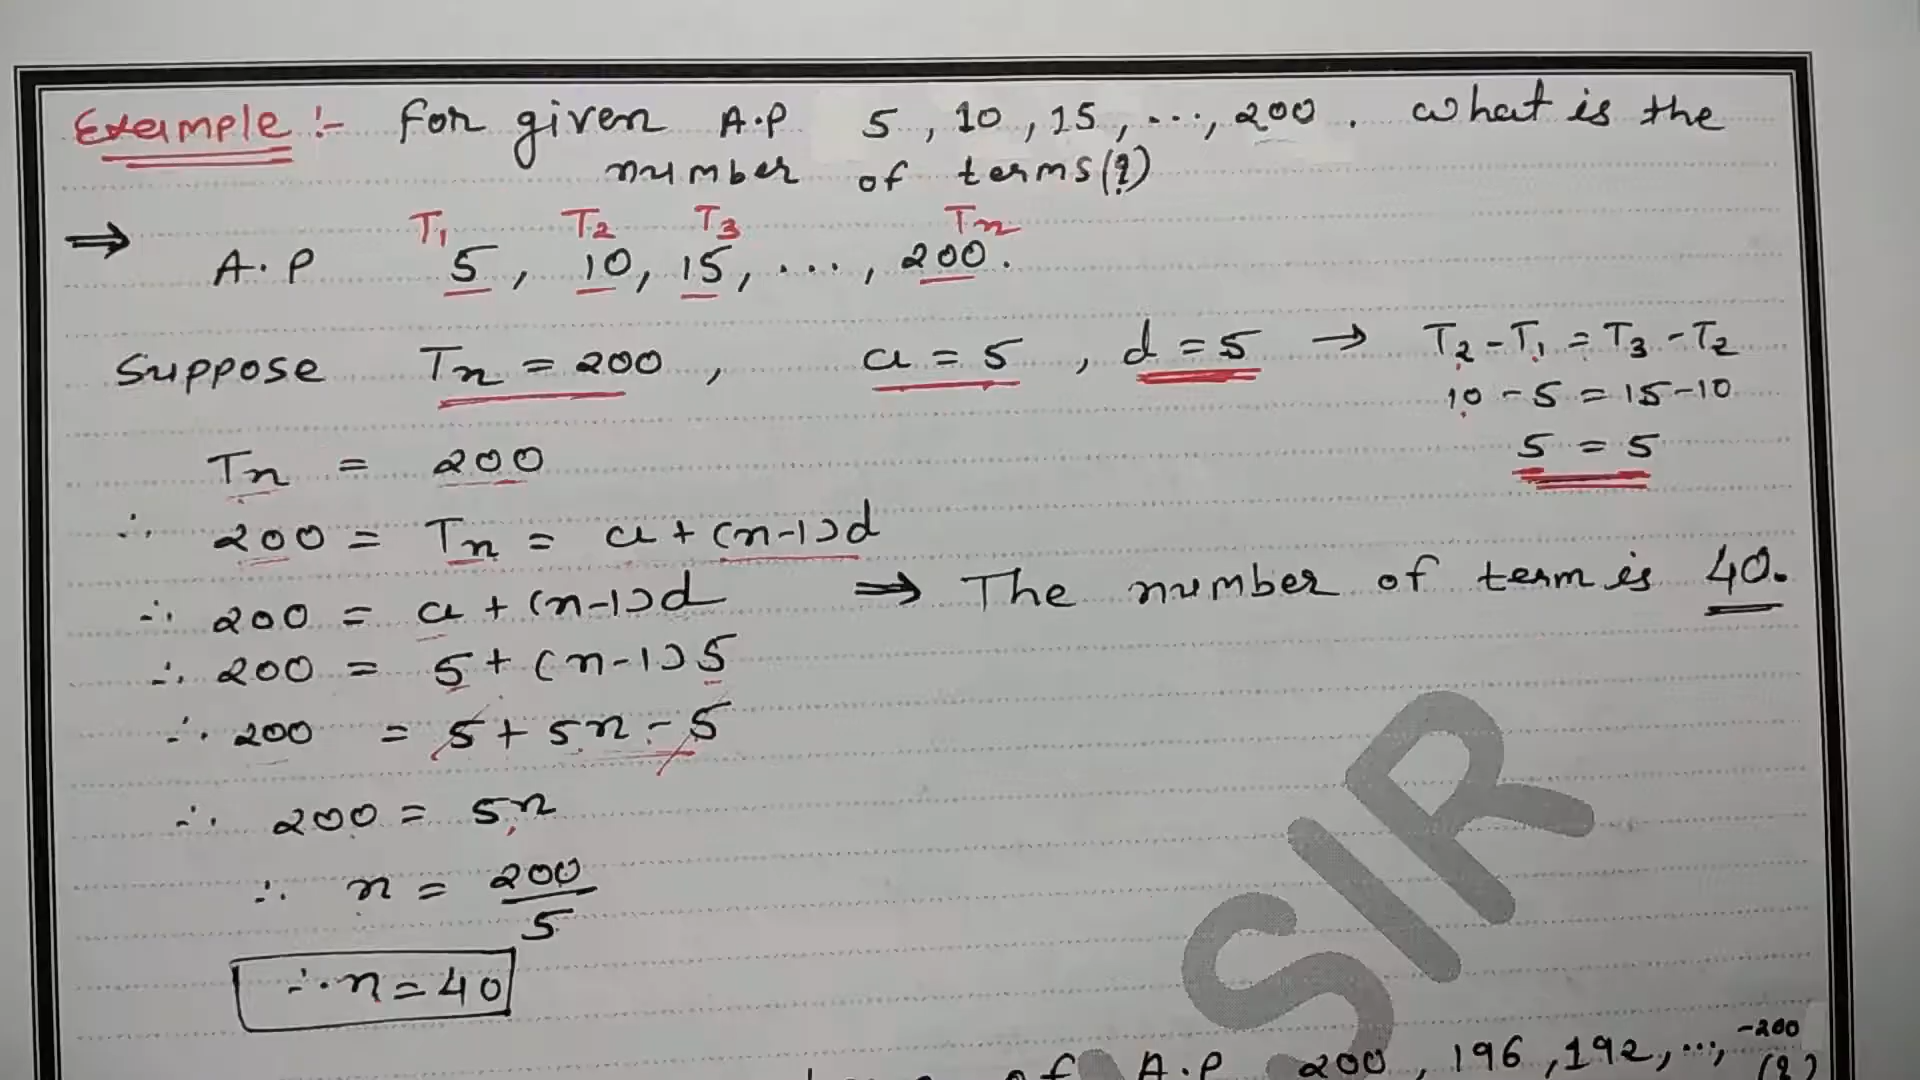 Example :- for given A.P 5, 10, 15, ..., 200. what is the
number of terms(?)
T1 T2 T3 Tn
⇒ A.P 5, 10, 15, ..., 200.
Suppose Tn = 200, a = 5, d = 5 → T2 - T1 = T3 - T2
10 - 5 = 15 - 10
5 = 5
Tn = 200
∴ 200 = Tn = a + (n-1)d
∴ 200 = a + (n-1)d
⇒ The number of term is 40.
∴ 200 = 5 + (n-1)5
∴ 200 = 5 + 5n - 5
∴ 200 = 5n
∴ n = 200/5
∴ n = 40
SIR
of A.P 200, 196, 192, ..., -200
(?)